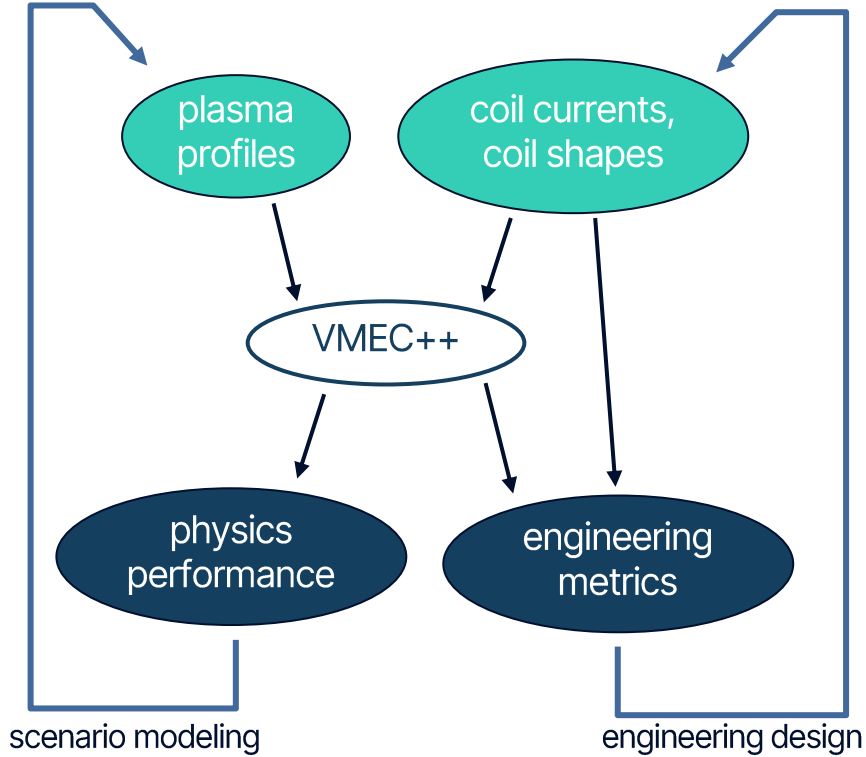 plasma
profiles
coil currents,
coil shapes
VMEC++
physics
performance
engineering
metrics
scenario modeling
engineering design